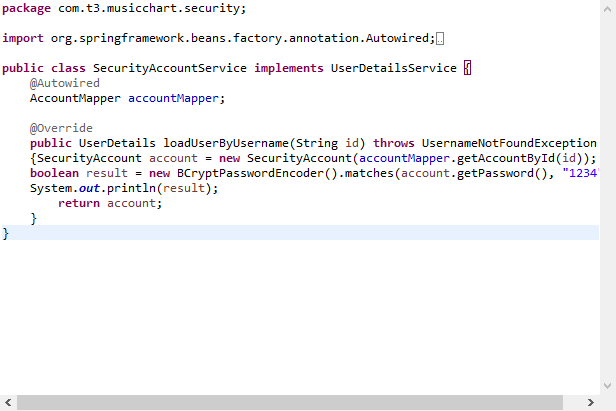 package com.t3.musicchart.security;
import org.springframework.beans.factory.annotation.Autowired;
public class SecurityAccountService implements UserDetailsService {
@Autowired
AccountMapper accountMapper;
@Override
public UserDetails loadUserByUsername(String id) throws UsernameNotFoundException
{SecurityAccount account = new SecurityAccount(accountMapper.getAccountById(id));
boolean result = new BCryptPasswordEncoder().matches(account.getPassword(), "1234"
System.out.println(result);
return account;
}
}